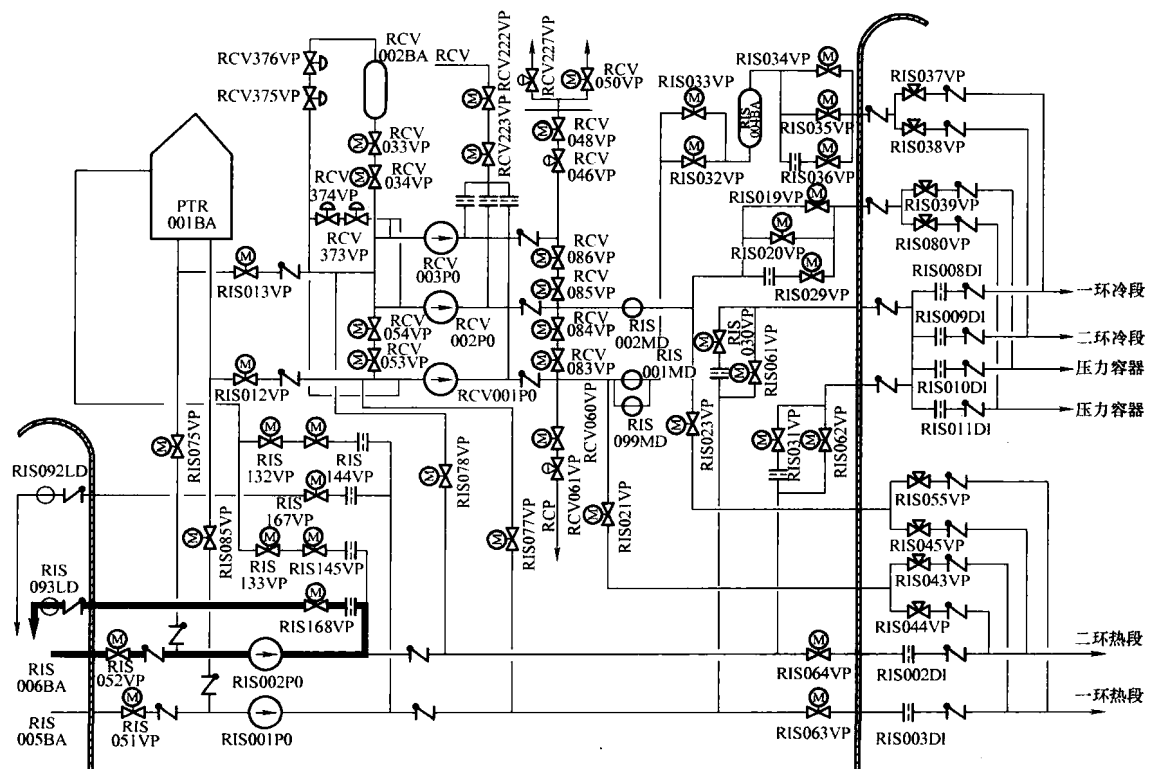 RCV376VP
RCV375VP
RCV
002BA
RCV
RCV222VP
RCV227VP
RCV
050VP
RCV223VP
RCV
033VP
RCV
034VP
RCV
374VP
RCV
373VP
RCV
048VP
RCV
046VP
RIS033VP
RIS032VP
RIS034VP
RIS035VP
RIS036VP
RIS037VP
RIS038VP
PTR
001BA
RIS013VP
RIS012VP
RCV
003P0
RCV
002P0
RCV001P0
RCV
054VP
RCV
053VP
RCV
086VP
RCV
085VP
RCV
084VP
RCV
083VP
RIS
002MD
RIS
001MD
RIS
099MD
RIS019VP
RIS020VP
RIS029VP
RIS
030VP
RIS061VP
RIS039VP
RIS080VP
RIS008DI
RIS009DI
RIS010DI
RIS011DI
一环冷段
二环冷段
压力容器
压力容器
RIS023VP
RIS031VP
RIS062VP
RCV060VP
RCV061VP
RCP
RIS021VP
RIS077VP
RIS078VP
RIS075VP
RIS085VP
RIS
132VP
RIS
144VP
RIS
167VP
RIS
133VP
RIS145VP
RIS168VP
RIS092LD
RIS
093LD
RIS055VP
RIS045VP
RIS043VP
RIS044VP
RIS
006BA
RIS
052VP
RIS002P0
RIS064VP
RIS002DI
二环热段
RIS
005BA
RIS
051VP
RIS001P0
RIS063VP
RIS003DI
一环热段